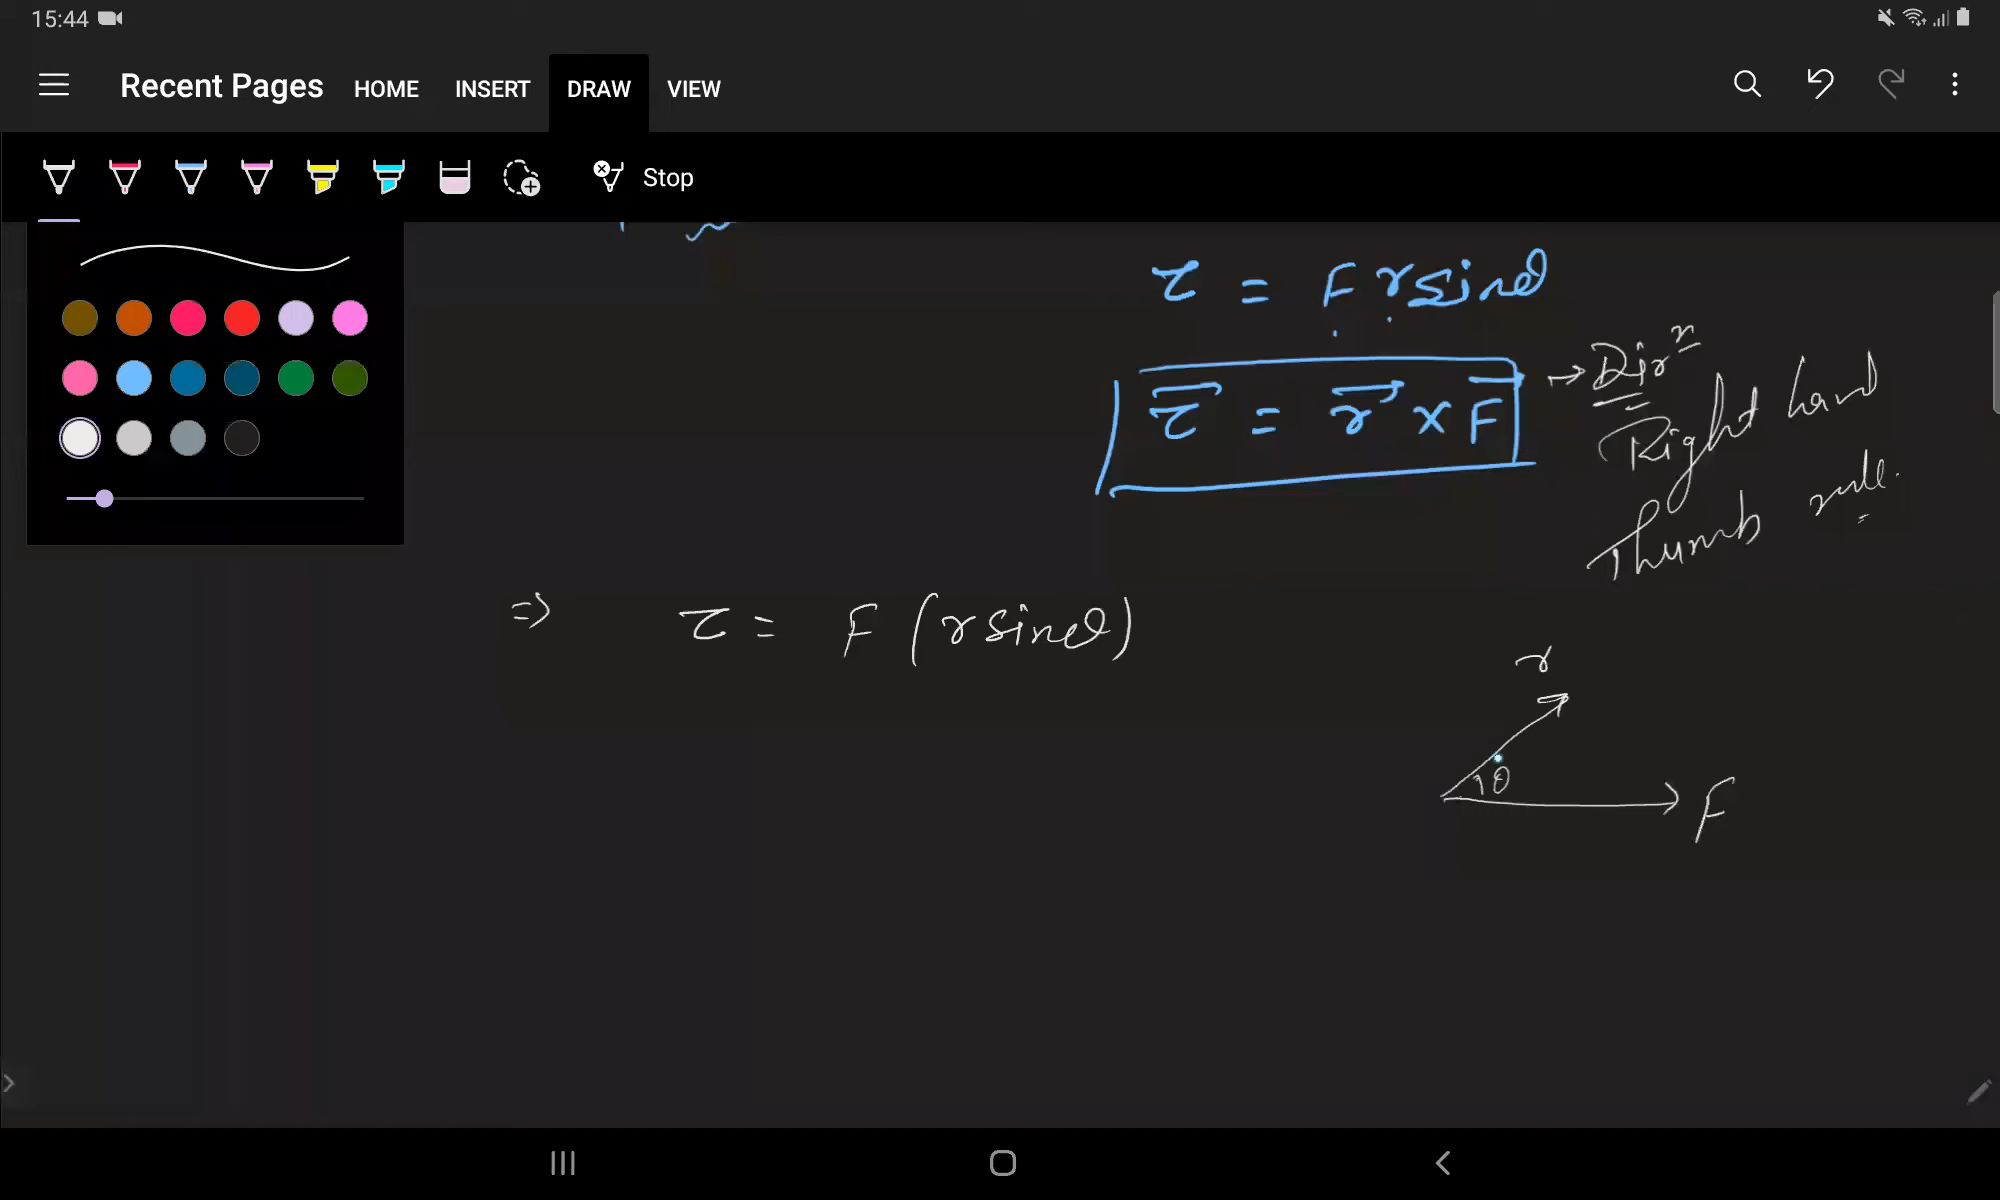 15:44
Recent Pages HOME INSERT DRAW VIEW
Stop
τ = F r sinθ
τ⃗ = r⃗ × F⃗ → Dirⁿ
Right hand
Thumb rule.
⇒ τ = F (r sinθ)
r
θ
F